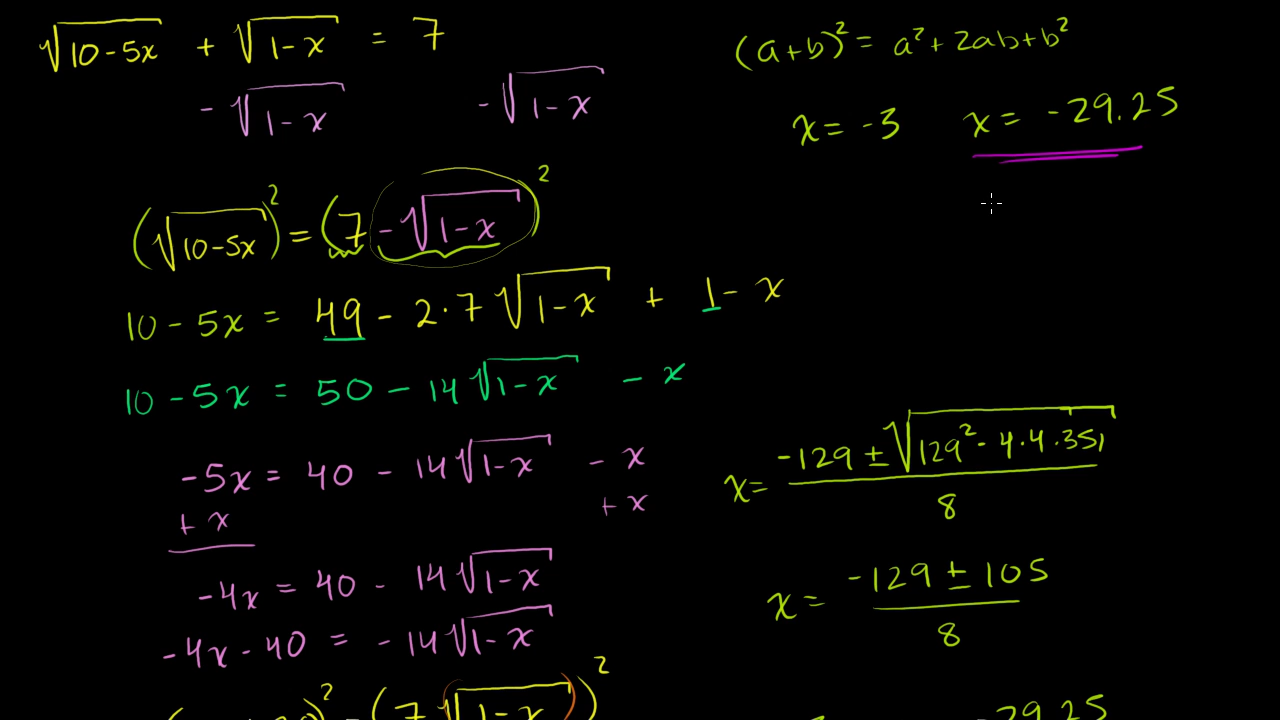 √(10-5x) + √(1-x) = 7
- √(1-x) - √(1-x)
(√(10-5x))² = (7 - √(1-x))²
10 - 5x = 49 - 2·7√(1-x) + 1 - x
10 - 5x = 50 - 14√(1-x) - x
-5x = 40 - 14√(1-x) - x
+ x + x
-4x = 40 - 14√(1-x)
-4x - 40 = -14√(1-x)
(a+b)² = a² + 2ab + b²
x = -3 x = -29.25
x = (-129 ± √(129² - 4·4·351))/8
x = (-129 ± 105)/8